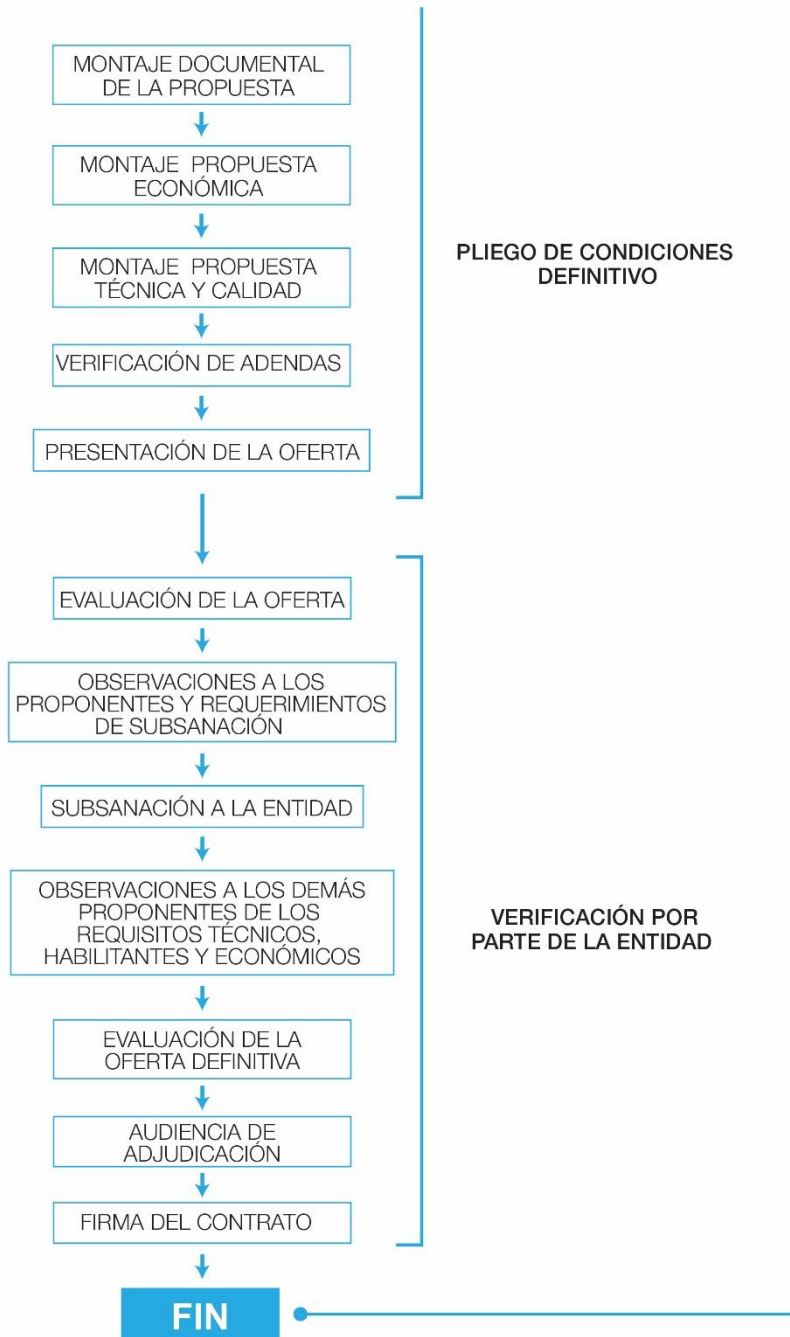 MONTAJE DOCUMENTAL
DE LA PROPUESTA
MONTAJE PROPUESTA
ECONÓMICA
MONTAJE PROPUESTA
TÉCNICA Y CALIDAD
VERIFICACIÓN DE ADENDAS
PRESENTACIÓN DE LA OFERTA
PLIEGO DE CONDICIONES
DEFINITIVO
EVALUACIÓN DE LA OFERTA
OBSERVACIONES A LOS
PROPONENTES Y REQUERIMIENTOS
DE SUBSANACIÓN
SUBSANACIÓN A LA ENTIDAD
OBSERVACIONES A LOS DEMÁS
PROPONENTES DE LOS
REQUISITOS TÉCNICOS,
HABILITANTES Y ECONÓMICOS
EVALUACIÓN DE LA
OFERTA DEFINITIVA
AUDIENCIA DE
ADJUDICACIÓN
FIRMA DEL CONTRATO
VERIFICACIÓN POR
PARTE DE LA ENTIDAD
FIN